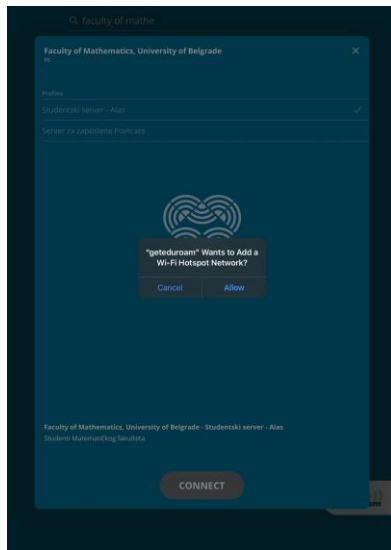 faculty of mathe
Faculty of Mathematics, University of Belgrade
Profiles
Studentski server - Alas
Server za zaposlene Poincare
"geteduroam" Wants to Add a
Wi-Fi Hotspot Network?
Cancel Allow
Faculty of Mathematics, University of Belgrade - Studentski server - Alas
Studenti Matematičkog fakulteta
CONNECT